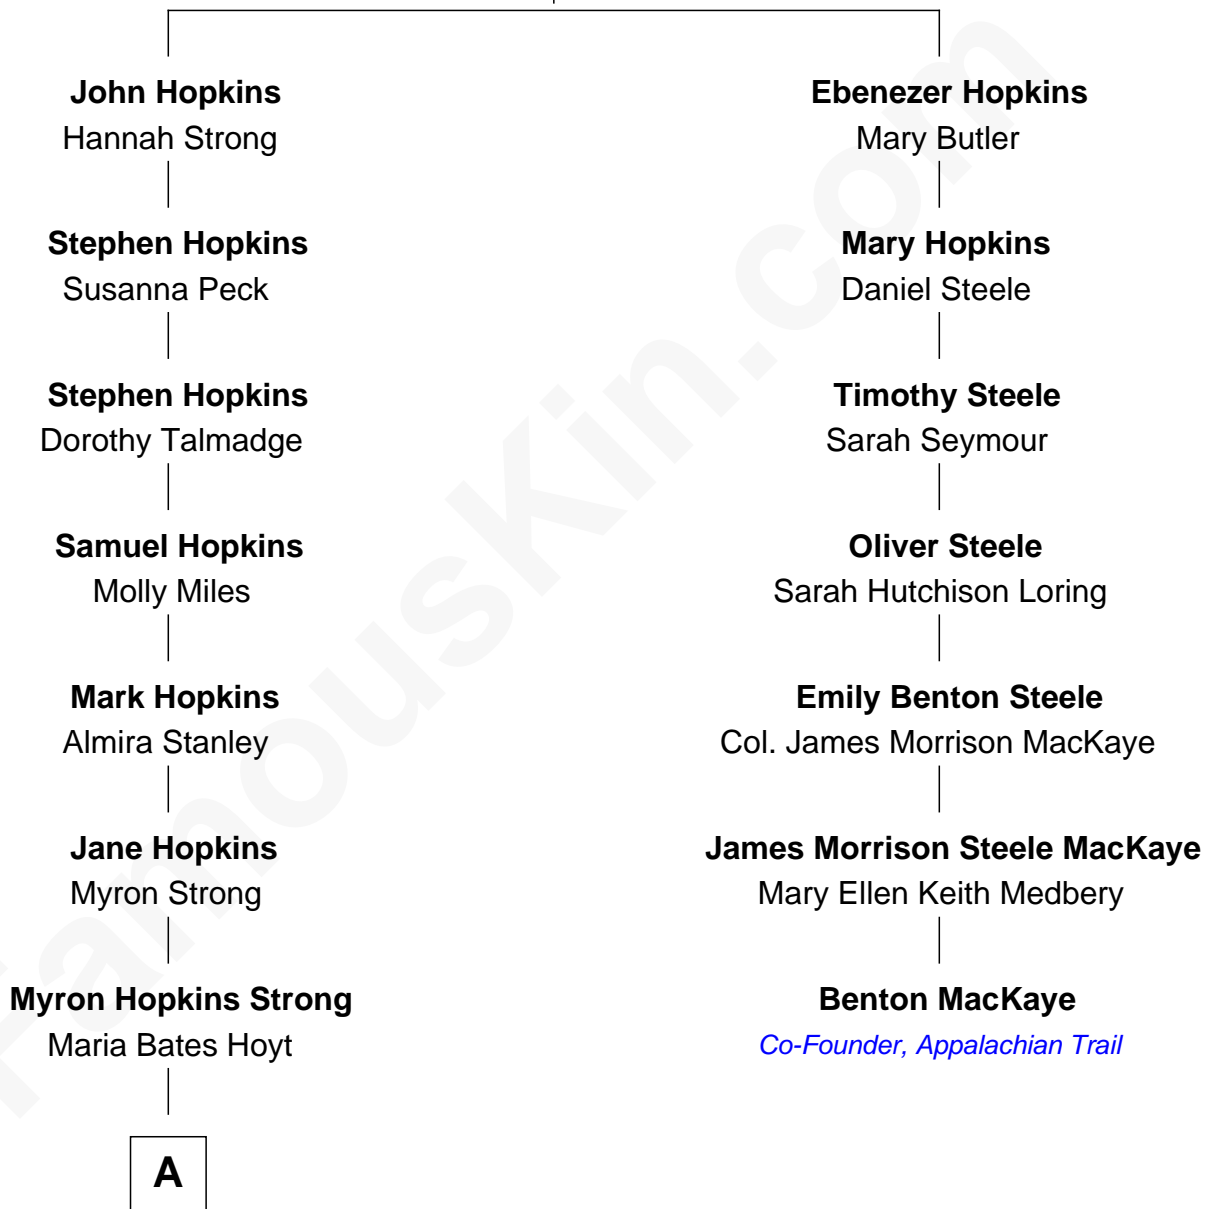 John Hopkins
Hannah Strong
Stephen Hopkins
Susanna Peck
Stephen Hopkins
Dorothy Talmadge
Samuel Hopkins
Molly Miles
Mark Hopkins
Almira Stanley
Jane Hopkins
Myron Strong
Myron Hopkins Strong
Maria Bates Hoyt
A
Ebenezer Hopkins
Mary Butler
Mary Hopkins
Daniel Steele
Timothy Steele
Sarah Seymour
Oliver Steele
Sarah Hutchison Loring
Emily Benton Steele
Col. James Morrison MacKaye
James Morrison Steele MacKaye
Mary Ellen Keith Medbery
Benton MacKaye
Co-Founder, Appalachian Trail
FamousKin.com